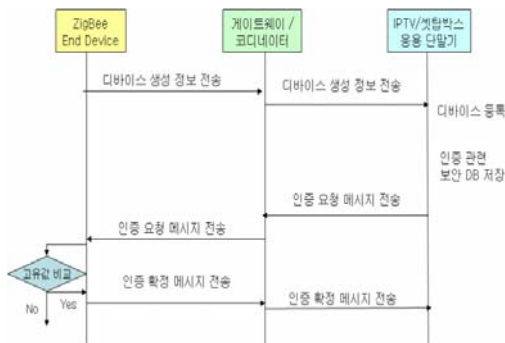 ZigBee
End Device
게이트웨이 /
코디네이터
IPTV/셋탑박스
응용 단말기
디바이스 생성 정보 전송
디바이스 생성 정보 전송
디바이스 등록
인증 관련
보안 DB 저장
인증 요청 메시지 전송
인증 요청 메시지 전송
고유값 비교
No
Yes
인증 확정 메시지 전송
인증 확정 메시지 전송